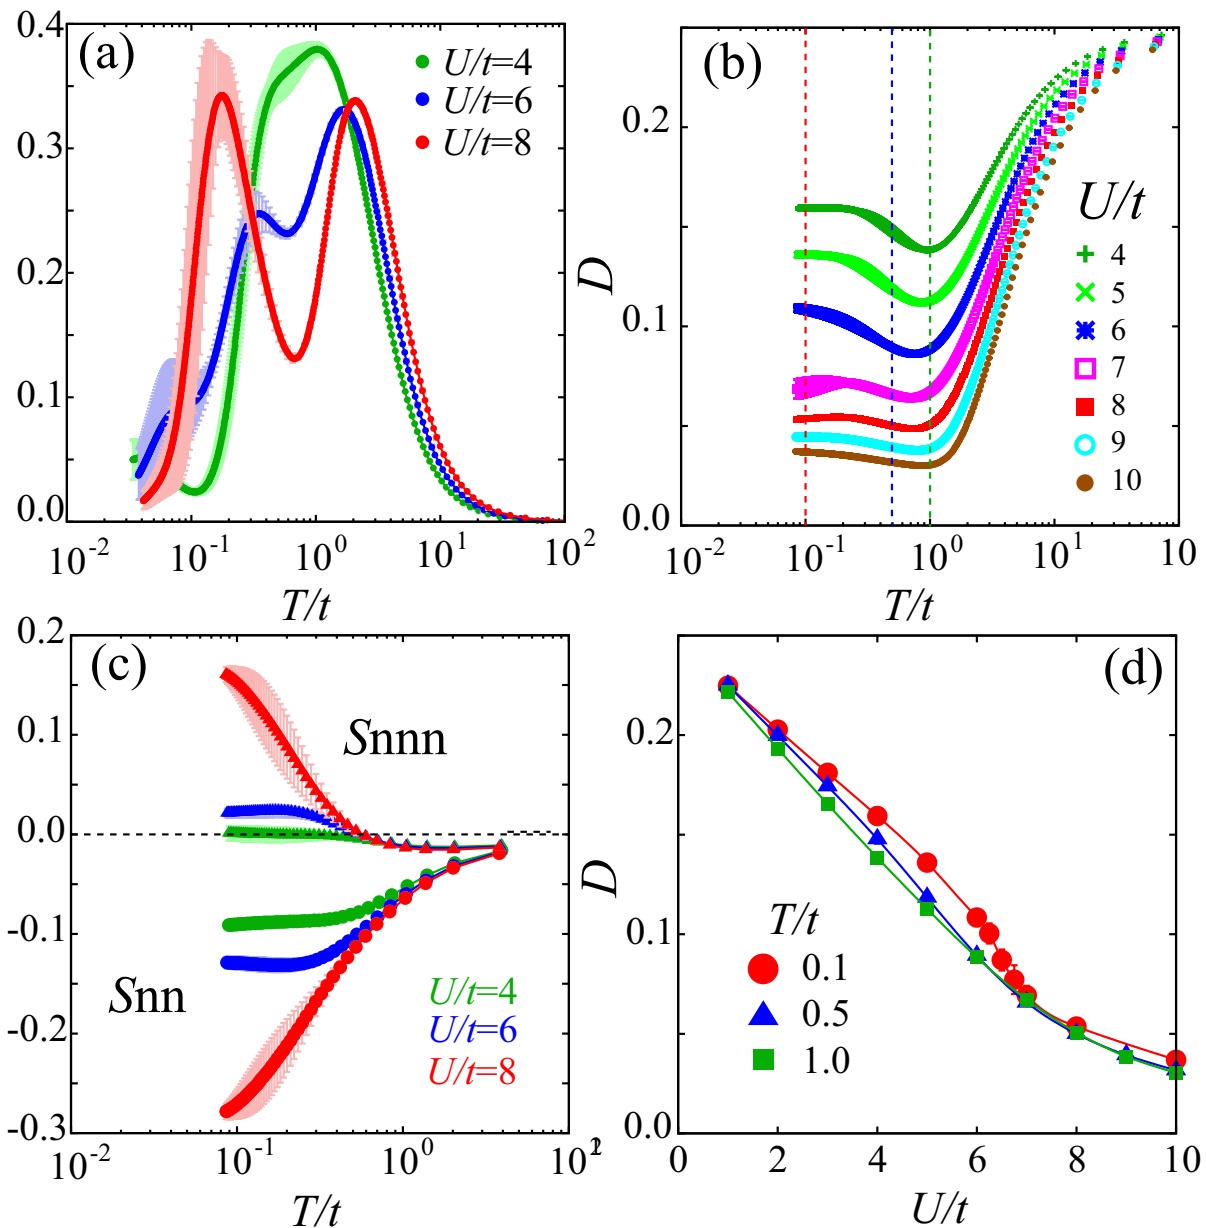 (a)
U/t=4
U/t=6
U/t=8
0.4
0.3
0.2
0.1
0.0
10⁻² 10⁻¹ 10⁰ 10¹ 10²
T/t
(b)
D
0.2
0.1
0.0
U/t
4
5
6
7
8
9
10
10⁻² 10⁻¹ 10⁰ 10¹ 10²
T/t
(c)
0.2
0.1
0.0
-0.1
-0.2
-0.3
Snnn
Snn
U/t=4
U/t=6
U/t=8
10⁻² 10⁻¹ 10⁰ 10¹
T/t
(d)
D
0.2
0.1
0.0
T/t
0.1
0.5
1.0
0 2 4 6 8 10
U/t